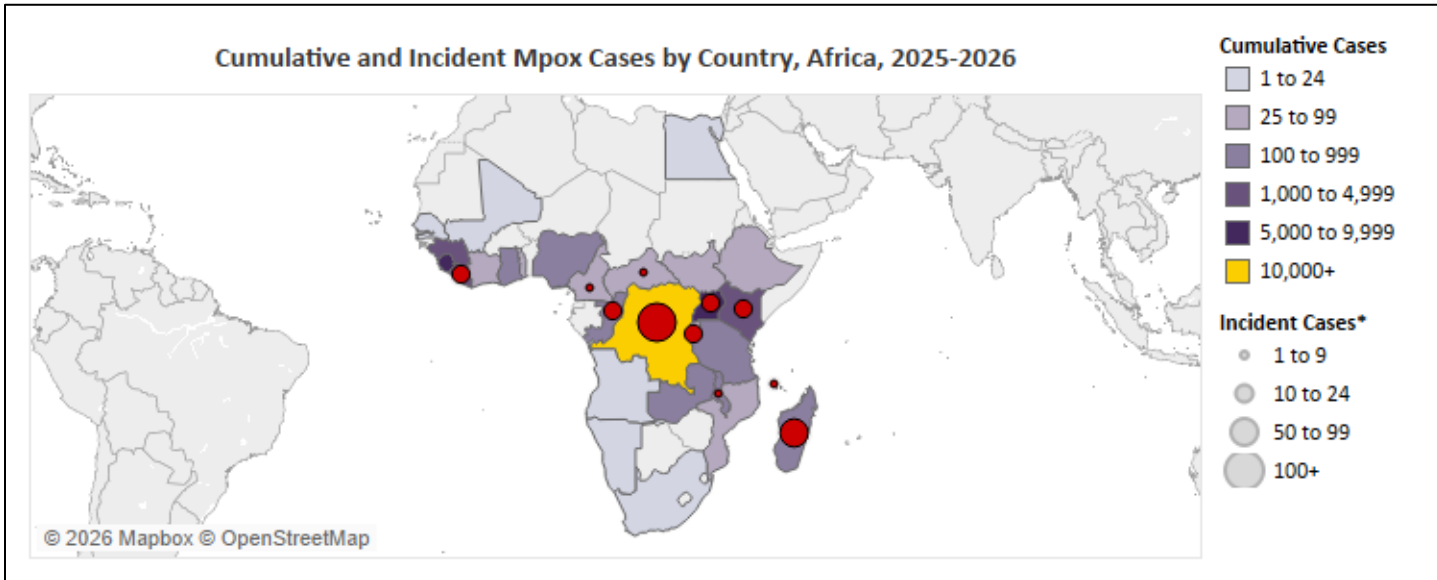 Cumulative and Incident Mpox Cases by Country, Africa, 2025-2026
© 2026 Mapbox © OpenStreetMap
Cumulative Cases
1 to 24
25 to 99
100 to 999
1,000 to 4,999
5,000 to 9,999
10,000+
Incident Cases*
1 to 9
10 to 24
50 to 99
100+